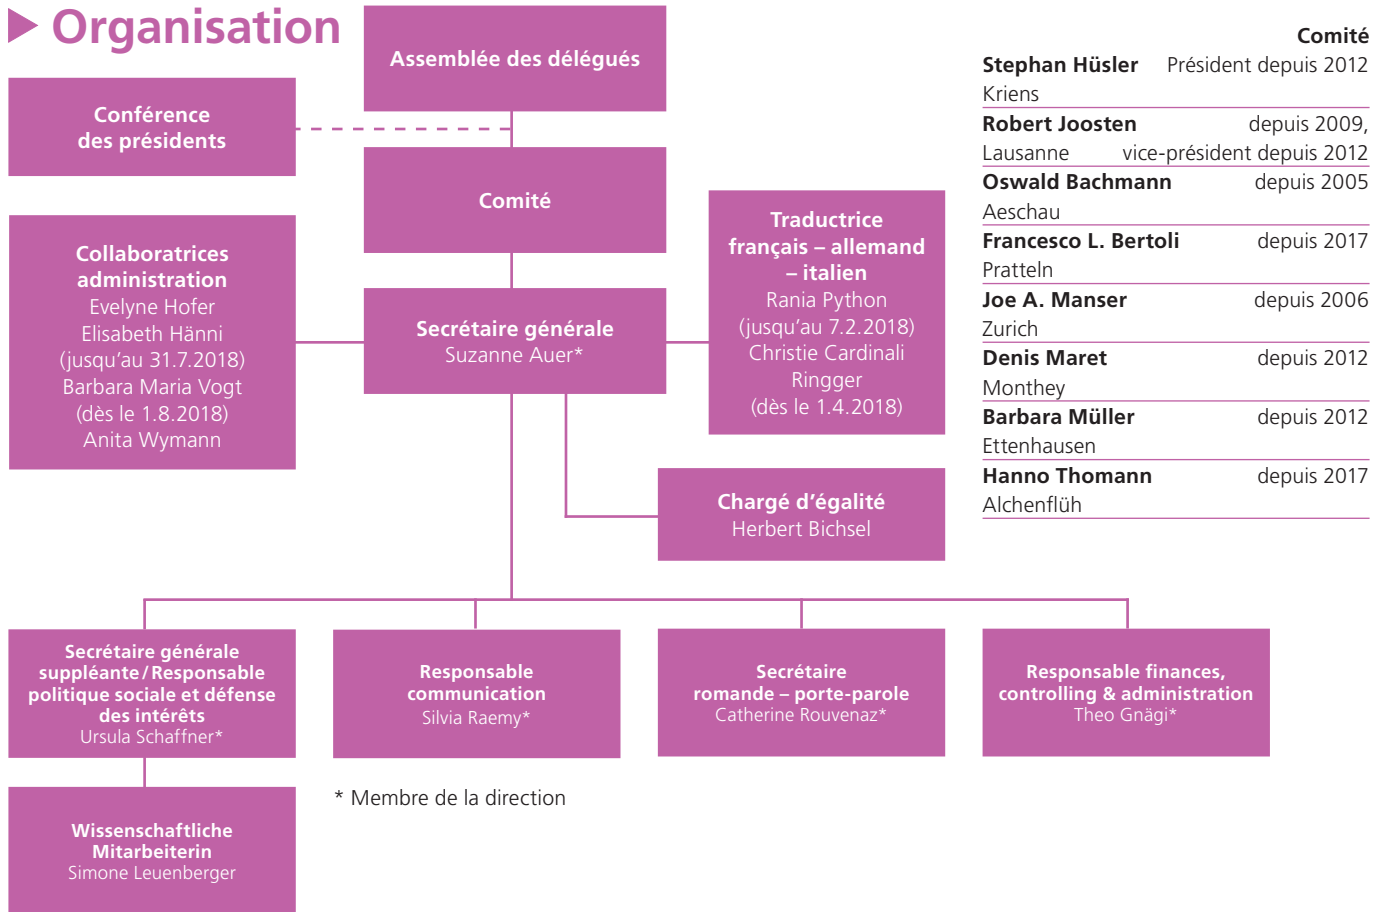 Organisation
Assemblée des délégués
Conférence
des présidents
Comité
Collaboratrices
administration
Evelyne Hofer
Elisabeth Hänni
(jusqu’au 31.7.2018)
Barbara Maria Vogt
(dès le 1.8.2018)
Anita Wymann
Secrétaire générale
Suzanne Auer*
Traductrice
français – allemand
– italien
Rania Python
(jusqu’au 7.2.2018)
Christie Cardinali
Ringger
(dès le 1.4.2018)
Chargé d’égalité
Herbert Bichsel
Secrétaire générale
suppléante/Responsable
politique sociale et défense
des intérêts
Ursula Schaffner*
Responsable
communication
Silvia Raemy*
Secrétaire
romande – porte-parole
Catherine Rouvenaz*
Responsable finances,
controlling & administration
Theo Gnägi*
Wissenschaftliche
Mitarbeiterin
Simone Leuenberger
* Membre de la direction
Comité
Stephan Hüsler Président depuis 2012
Kriens
Robert Joosten depuis 2009,
Lausanne vice-président depuis 2012
Oswald Bachmann depuis 2005
Aeschau
Francesco L. Bertoli depuis 2017
Pratteln
Joe A. Manser depuis 2006
Zurich
Denis Maret depuis 2012
Monthey
Barbara Müller depuis 2012
Ettenhausen
Hanno Thomann depuis 2017
Alchenflüh